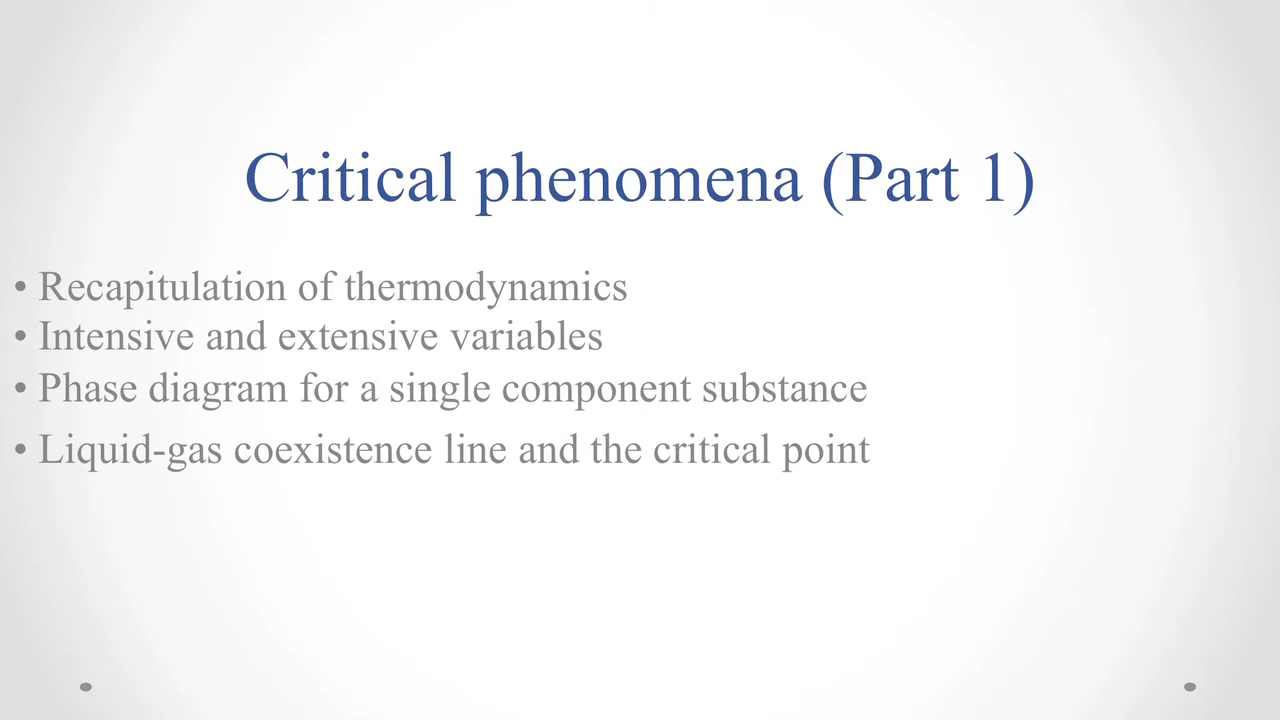 Critical phenomena (Part 1)
• Recapitulation of thermodynamics
• Intensive and extensive variables
• Phase diagram for a single component substance
• Liquid-gas coexistence line and the critical point